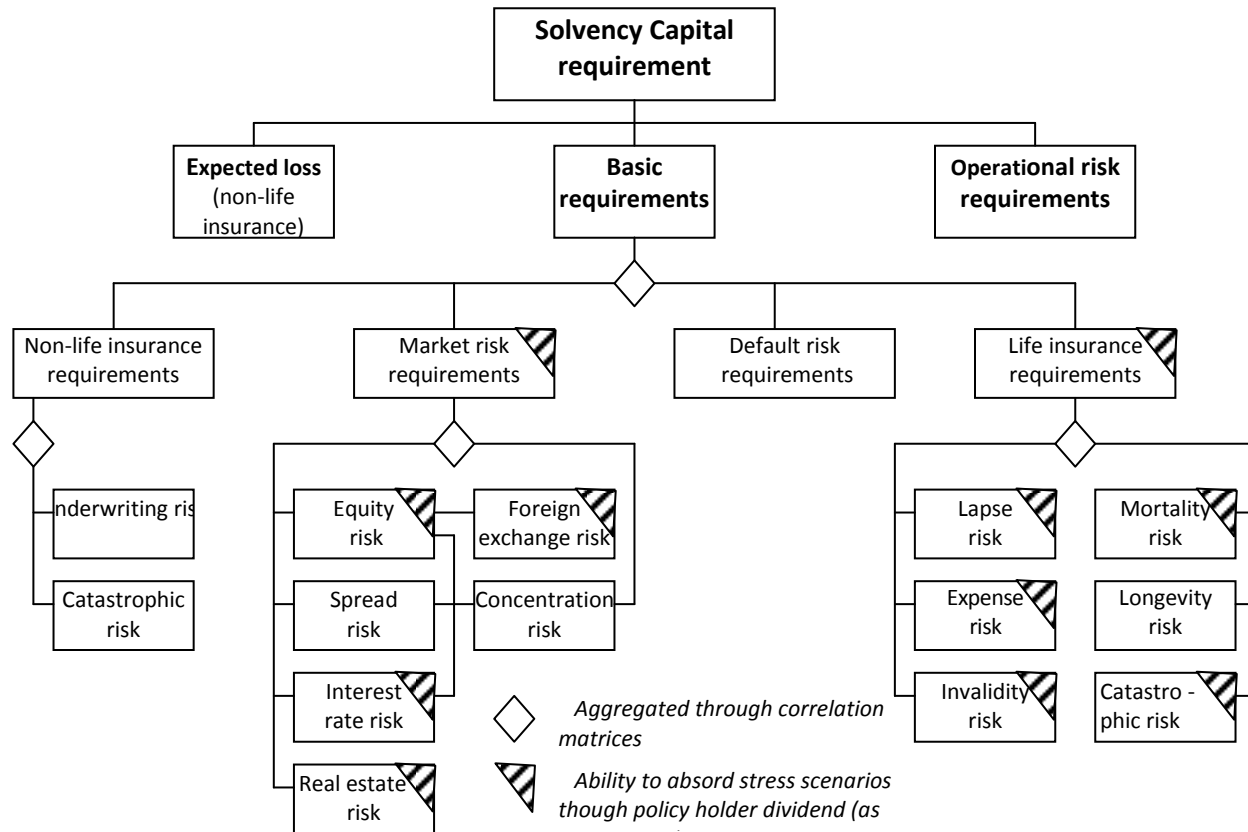 Solvency Capital
requirement
Expected loss
(non-life
insurance)
Basic
requirements
Operational risk
requirements
Non-life insurance
requirements
Market risk
requirements
Default risk
requirements
Life insurance
requirements
nderwriting ris
Catastrophic
risk
Equity
risk
Foreign
exchange risk
Spread
risk
Concentration
risk
Interest
rate risk
Real estate
risk
Lapse
risk
Mortality
risk
Expense
risk
Longevity
risk
Invalidity
risk
Catastro -
phic risk
Aggregated through correlation
matrices
Ability to absord stress scenarios
though policy holder dividend (as